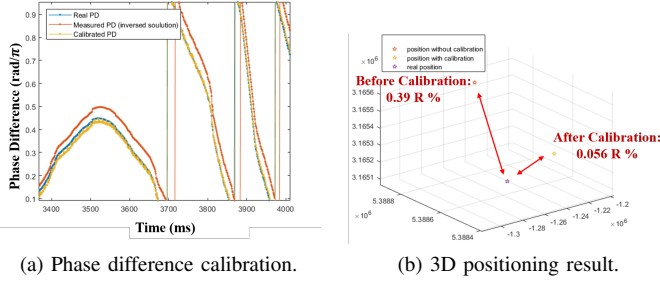 Real PD
Measured PD (inversed soulution)
Calibrated PD
Phase Difference (rad/π)
0.9
0.8
0.7
0.6
0.5
0.4
0.3
0.2
0.1
3400
3500
3600
3700
3800
3900
4000
Time (ms)
(a) Phase difference calibration.
position without calibration
position with calibration
real position
×10⁶
Before Calibration:
0.39 R %
After Calibration:
0.056 R %
3.1656
3.1655
3.1654
3.1653
3.1652
3.1651
5.3888
5.3886
5.3884
×10⁶
-1.3
-1.28
-1.26
-1.24
-1.22
-1.2
×10⁶
(b) 3D positioning result.